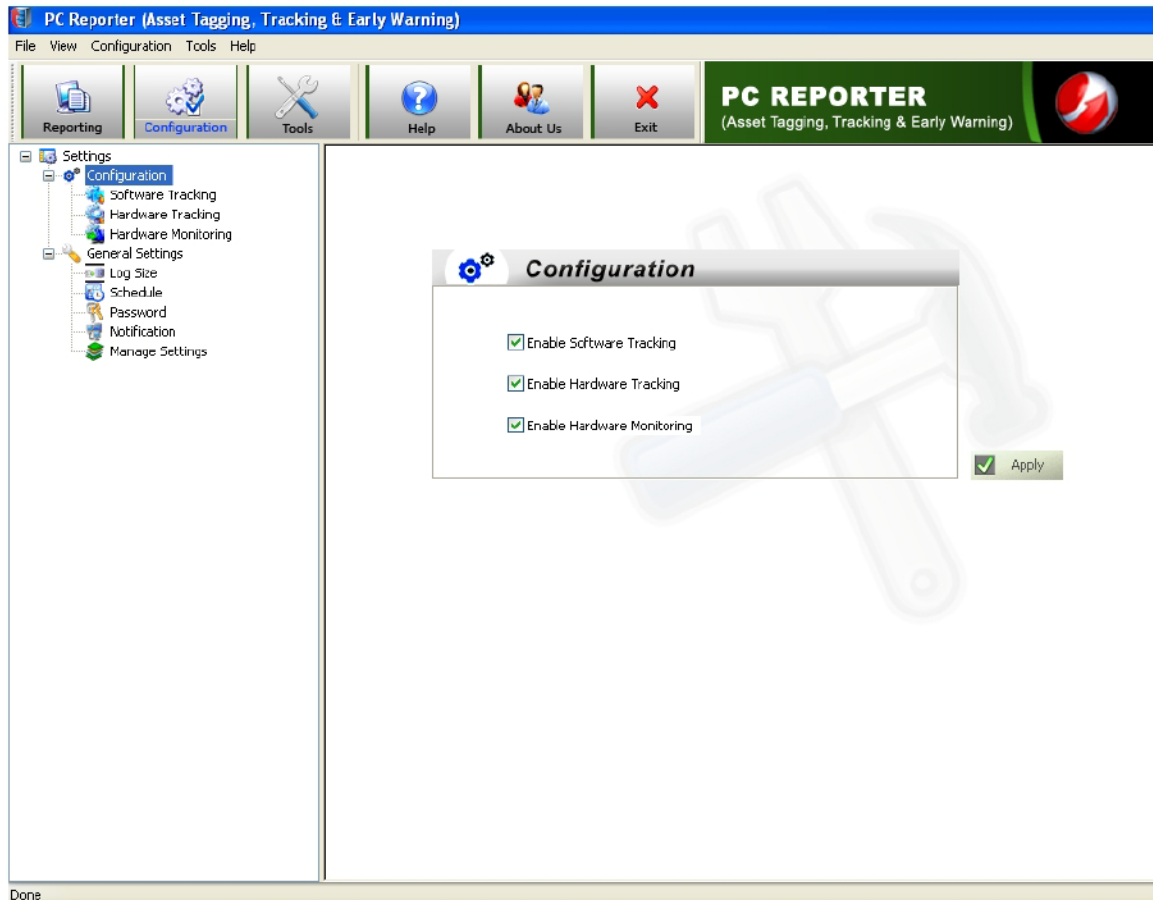 PC Reporter (Asset Tagging, Tracking & Early Warning)
File View Configuration Tools Help
Reporting Configuration Tools Help About Us Exit
PC REPORTER
(Asset Tagging, Tracking & Early Warning)
Settings
Configuration
Software Tracking
Hardware Tracking
Hardware Monitoring
General Settings
Log Size
Schedule
Password
Notification
Manage Settings
Configuration
Enable Software Tracking
Enable Hardware Tracking
Enable Hardware Monitoring
Apply
Done